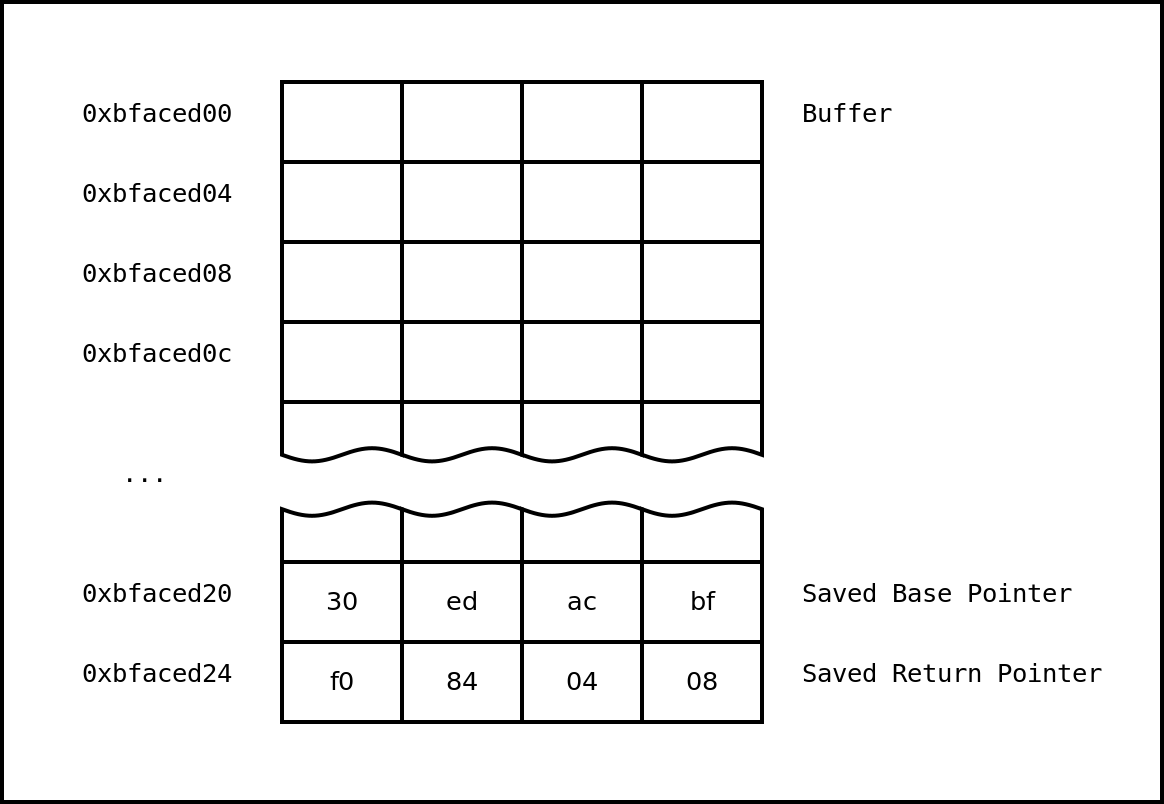 0xbfaced00 Buffer
0xbfaced04
0xbfaced08
0xbfaced0c
...
0xbfaced20 30 ed ac bf Saved Base Pointer
0xbfaced24 f0 84 04 08 Saved Return Pointer